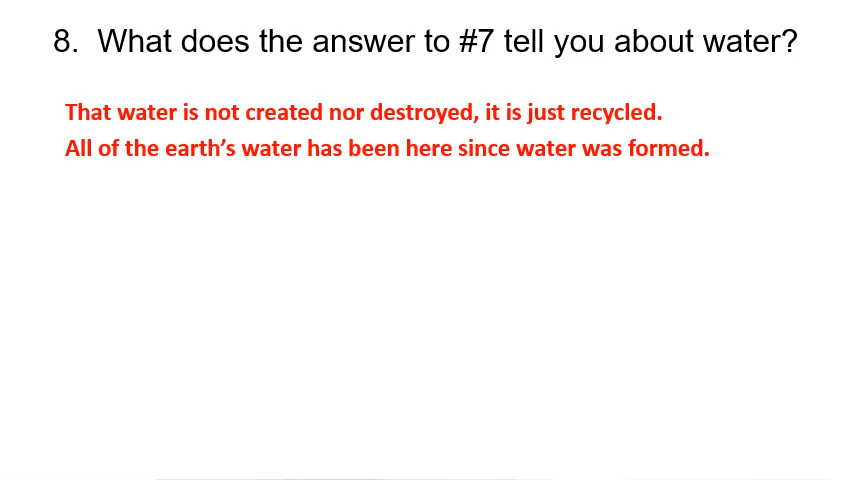 8. What does the answer to #7 tell you about water?
That water is not created nor destroyed, it is just recycled.
All of the earth’s water has been here since water was formed.